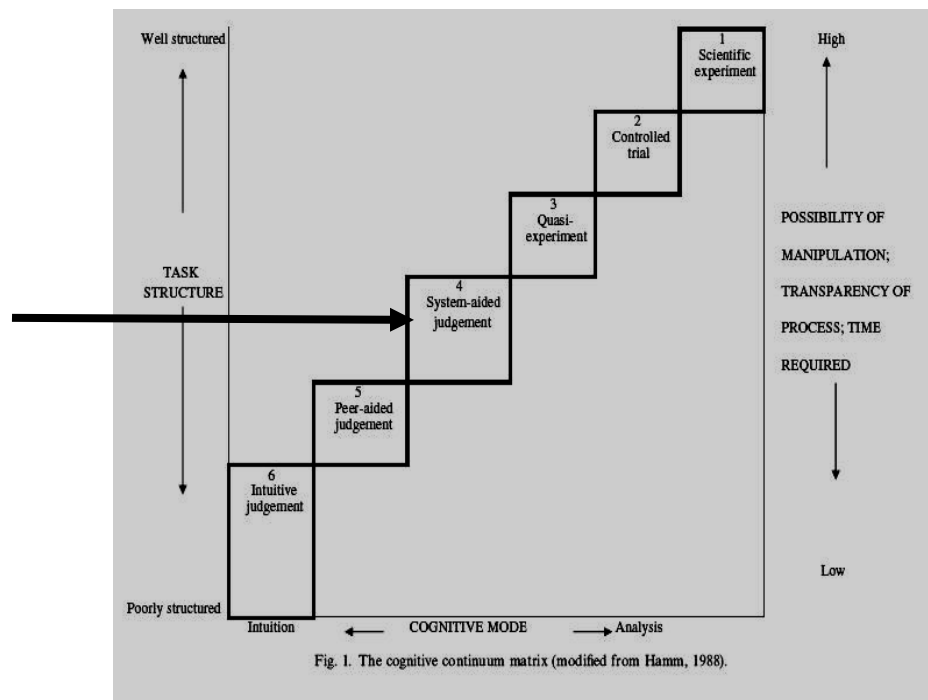 Well structured
1
High
Scientific
experiment
2
Controlled
trial
3
Quasi-
experiment
POSSIBILITY OF
MANIPULATION;
TASK
STRUCTURE
4
System-aided
judgement
TRANSPARENCY OF
PROCESS; TIME
REQUIRED
5
Peer-aided
judgement
6
Intuitive
judgement
Low
Poorly structured
Intuition
COGNITIVE MODE
Analysis
Fig. 1. The cognitive continuum matrix (modified from Hamm, 1988).